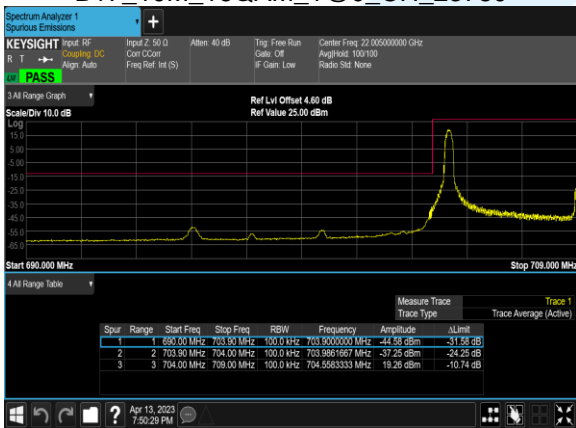 Spectrum Analyzer 1
Spurious Emissions
+
KEYSIGHT Input: RF Input Z: 50 Ω Atten: 40 dB Trig: Free Run Center Freq: 22.005000000 GHz
R T Coupling: DC Corr CCorr Gate: Off Avg|Hold: 100/100
Align: Auto Freq Ref: Int (S) IF Gain: Low Radio Std: None
PASS
3 All Range Graph
Ref Lvl Offset 4.60 dB
Scale/Div 10.0 dB Ref Value 25.00 dBm
Log
15.0
5.00
-5.00
-15.0
-25.0
-35.0
-45.0
-55.0
-65.0
Start 690.000 MHz Stop 709.000 MHz
4 All Range Table
Measure Trace Trace 1
Trace Type Trace Average (Active)
Spur Range Start Freq Stop Freq RBW Frequency Amplitude ΔLimit
1 1 690.00 MHz 703.90 MHz 100.0 kHz 703.9000000 MHz -44.58 dBm -31.58 dB
2 2 703.90 MHz 704.00 MHz 100.0 kHz 703.9861667 MHz -37.25 dBm -24.25 dB
3 3 704.00 MHz 709.00 MHz 100.0 kHz 704.5583333 MHz 19.26 dBm -10.74 dB
? Apr 13, 2023
7:50:29 PM